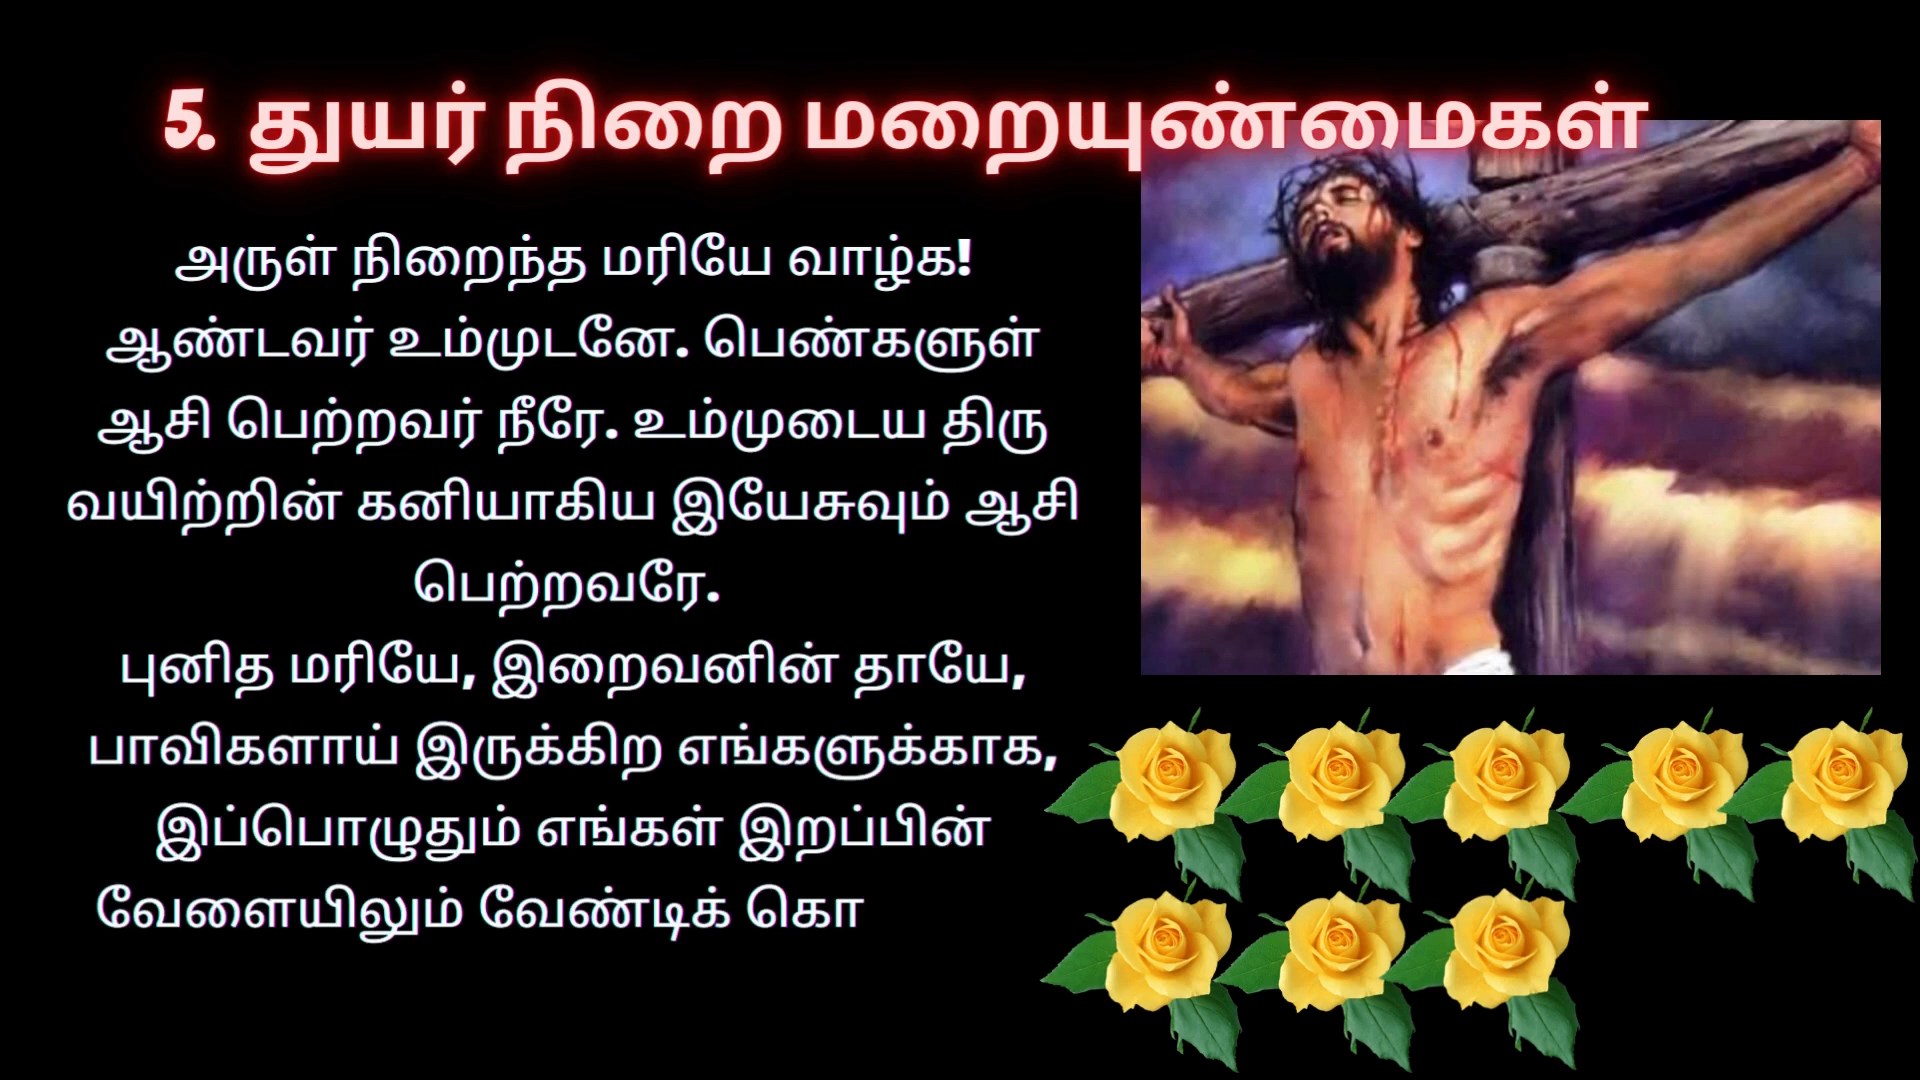 5. துயர் நிறை மறையுண்மைகள்
அருள் நிறைந்த மரியே வாழ்க!
ஆண்டவர் உம்முடனே. பெண்களுள்
ஆசி பெற்றவர் நீரே. உம்முடைய திரு
வயிற்றின் கனியாகிய இயேசுவும் ஆசி
பெற்றவரே.
புனித மரியே, இறைவனின் தாயே,
பாவிகளாய் இருக்கிற எங்களுக்காக,
இப்பொழுதும் எங்கள் இறப்பின்
வேளையிலும் வேண்டிக் கொ